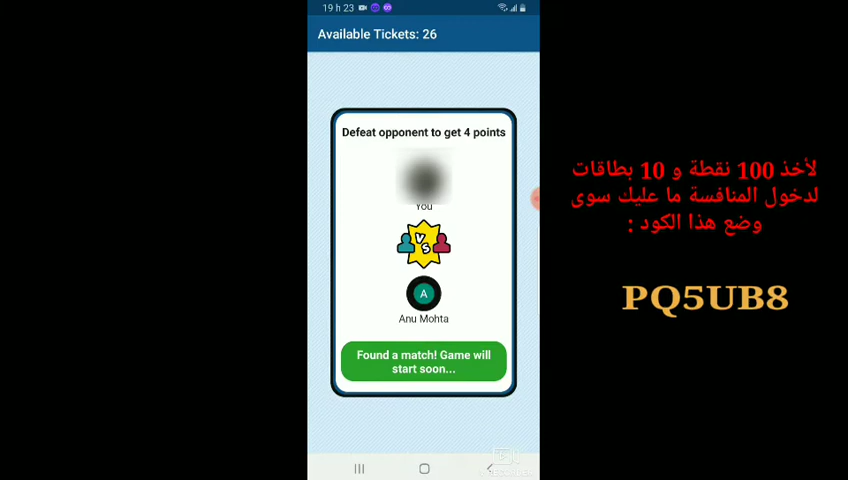 19 h 23
Available Tickets: 26
Defeat opponent to get 4 points
You
VS
A
Anu Mohta
Found a match! Game will
start soon...
لأخذ 100 نقطة و 10 بطاقات
لدخول المنافسة ما عليك سوى
وضع هذا الكود :
PQ5UB8